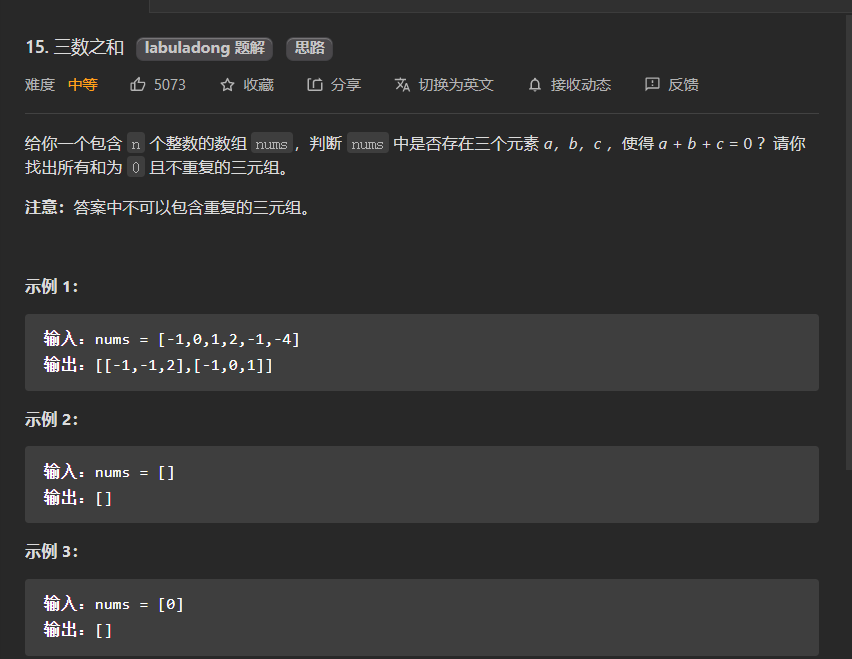 15. 三数之和 labuladong 题解 思路
难度 中等 5073 收藏 分享 切换为英文 接收动态 反馈
给你一个包含 n 个整数的数组 nums，判断 nums 中是否存在三个元素 a，b，c ，使得 a + b + c = 0 ？请你
找出所有和为 0 且不重复的三元组。
注意：答案中不可以包含重复的三元组。
示例 1：
输入：nums = [-1,0,1,2,-1,-4]
输出：[[-1,-1,2],[-1,0,1]]
示例 2：
输入：nums = []
输出：[]
示例 3：
输入：nums = [0]
输出：[]